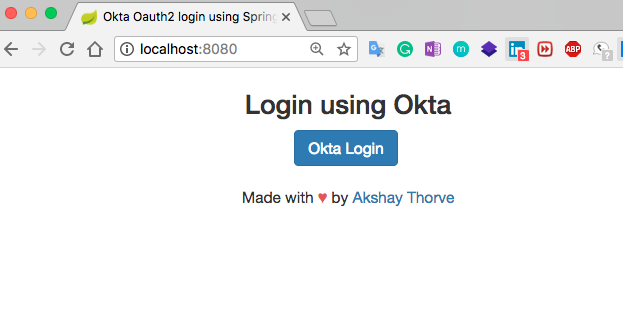 Okta Oauth2 login using Spring
localhost:8080
3
ABP
?
Login using Okta
Okta Login
Made with ♥ by Akshay Thorve